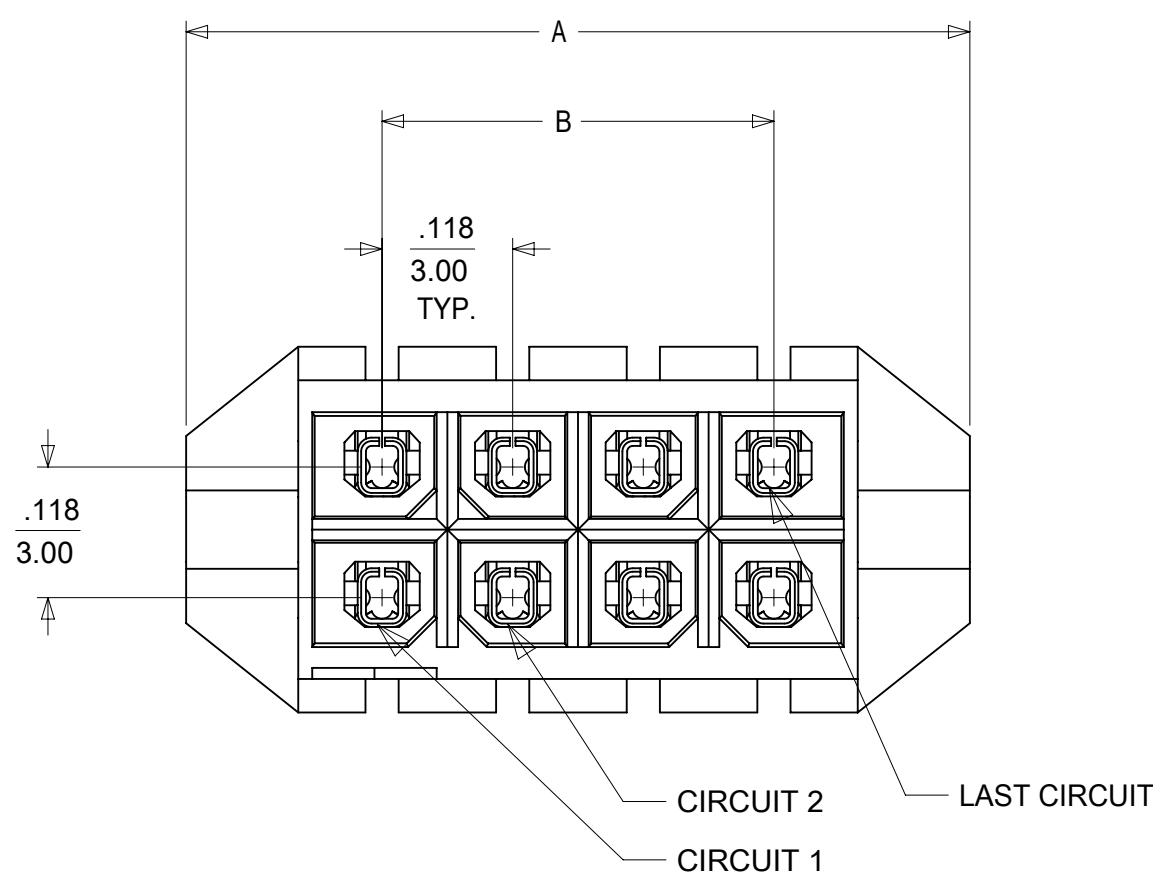 A
B
.118
3.00
TYP.
.118
3.00
LAST CIRCUIT
CIRCUIT 2
CIRCUIT 1